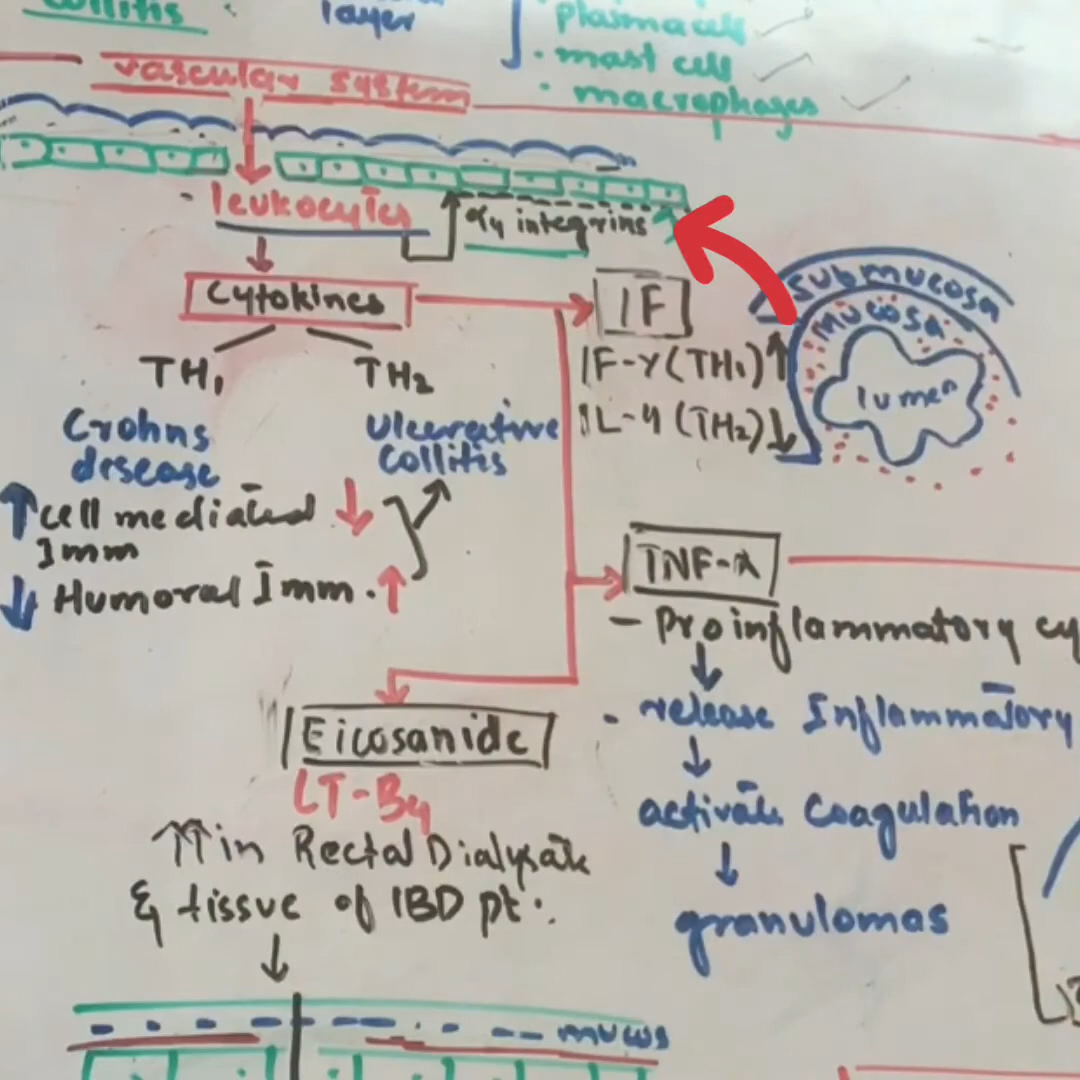 collitis
layer
plasma cell
• mast cell
• macrophages
vascular system
- leukocytes
α4 integrins
Cytokines
IF
submucosa
mucosa
lumen
TH1
TH2
IF-γ (TH1) ↑
IL-4 (TH2) ↓
Crohns
desease
Ulcerative
Collitis
↑ cell mediated ↓
Imm
↓ Humoral Imm. ↑
TNF-α
- Proinflammatory cy
Eicosanide
• release Inflammatory
LT-B4
activate Coagulation
↑↑ in Rectal Dialysate
& tissue of IBD pt.
granulomas
mucus